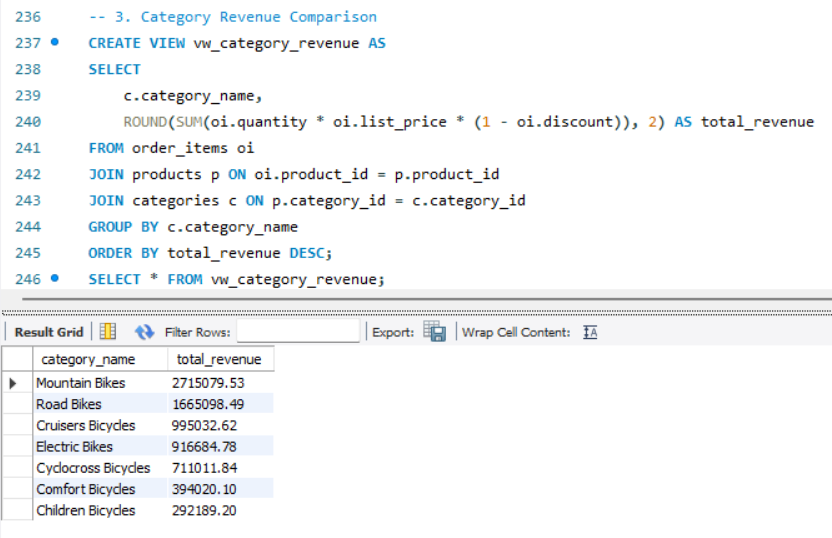 236 -- 3. Category Revenue Comparison
237 CREATE VIEW vw_category_revenue AS
238 SELECT
239 c.category_name,
240 ROUND(SUM(oi.quantity * oi.list_price * (1 - oi.discount)), 2) AS total_revenue
241 FROM order_items oi
242 JOIN products p ON oi.product_id = p.product_id
243 JOIN categories c ON p.category_id = c.category_id
244 GROUP BY c.category_name
245 ORDER BY total_revenue DESC;
246 SELECT * FROM vw_category_revenue;
Result Grid Filter Rows: Export: Wrap Cell Content: IA
category_name total_revenue
Mountain Bikes 2715079.53
Road Bikes 1665098.49
Cruisers Bicycles 995032.62
Electric Bikes 916684.78
Cyclocross Bicycles 711011.84
Comfort Bicycles 394020.10
Children Bicycles 292189.20